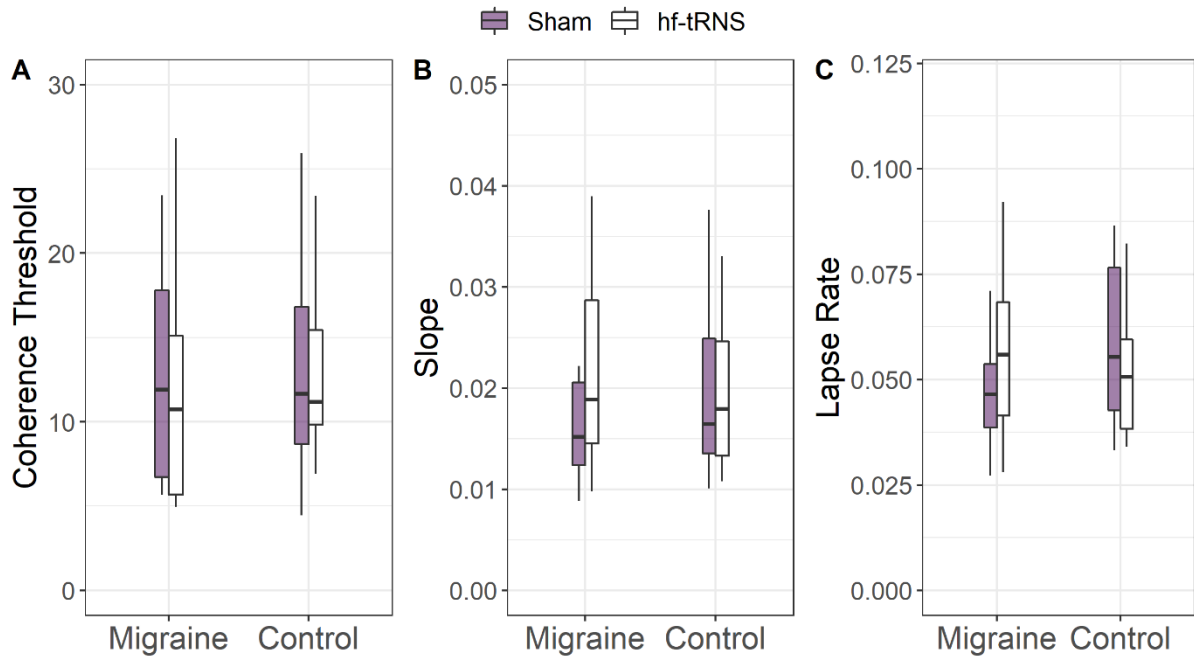 Sham hf-tRNS
A
Coherence Threshold
30
20
10
0
Migraine Control
B
Slope
0.05
0.04
0.03
0.02
0.01
0.00
Migraine Control
C
Lapse Rate
0.125
0.100
0.075
0.050
0.025
0.000
Migraine Control